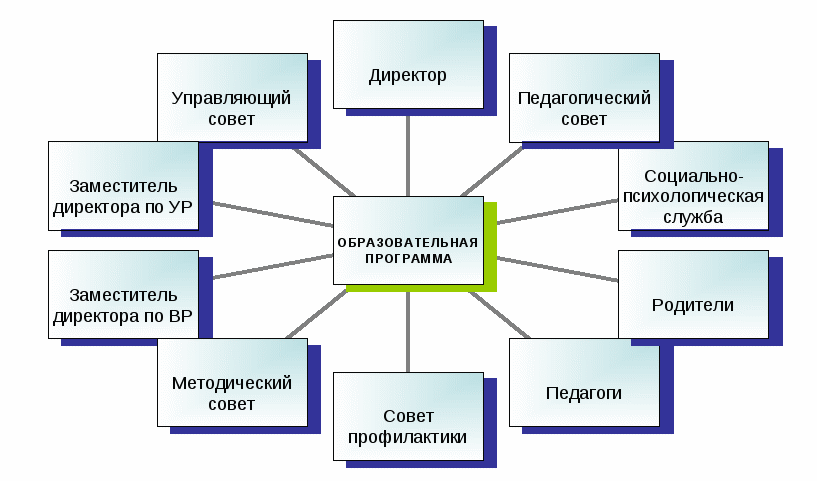 Директор
Управляющий
совет
Педагогический
совет
Заместитель
директора по УР
Социально-
психологическая
служба
ОБРАЗОВАТЕЛЬНАЯ
ПРОГРАММА
Заместитель
директора по ВР
Родители
Методический
совет
Педагоги
Совет
профилактики